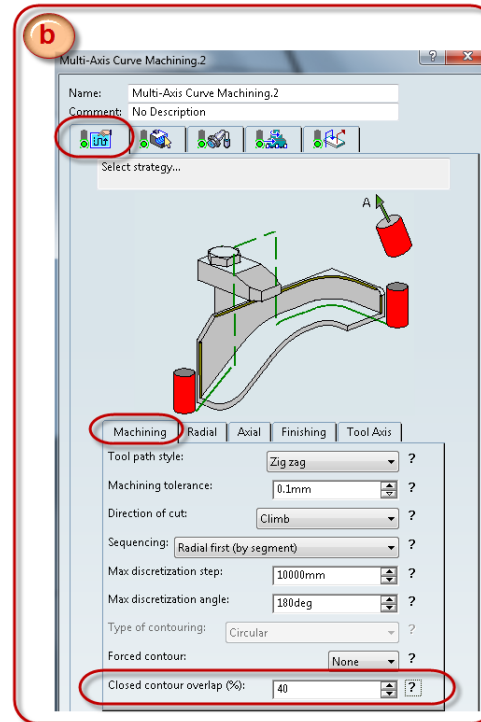 b
Multi-Axis Curve Machining.2
Name: Multi-Axis Curve Machining.2
Comment: No Description
Select strategy...
A
Machining Radial Axial Finishing Tool Axis
Tool path style: Zig zag ?
Machining tolerance: 0.1mm ?
Direction of cut: Climb ?
Sequencing: Radial first (by segment) ?
Max discretization step: 10000mm ?
Max discretization angle: 180deg ?
Type of contouring: Circular ?
Forced contour: None ?
Closed contour overlap (%): 40 ?